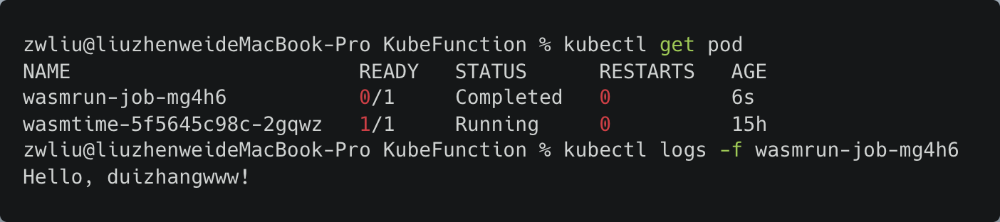 zwliu@liuzhenweideMacBook-Pro KubeFunction % kubectl get pod
NAME                        READY   STATUS      RESTARTS   AGE
wasmrun-job-mg4h6           0/1     Completed   0          6s
wasmtime-5f5645c98c-2gqwz   1/1     Running     0          15h
zwliu@liuzhenweideMacBook-Pro KubeFunction % kubectl logs -f wasmrun-job-mg4h6
Hello, duizhangwww!